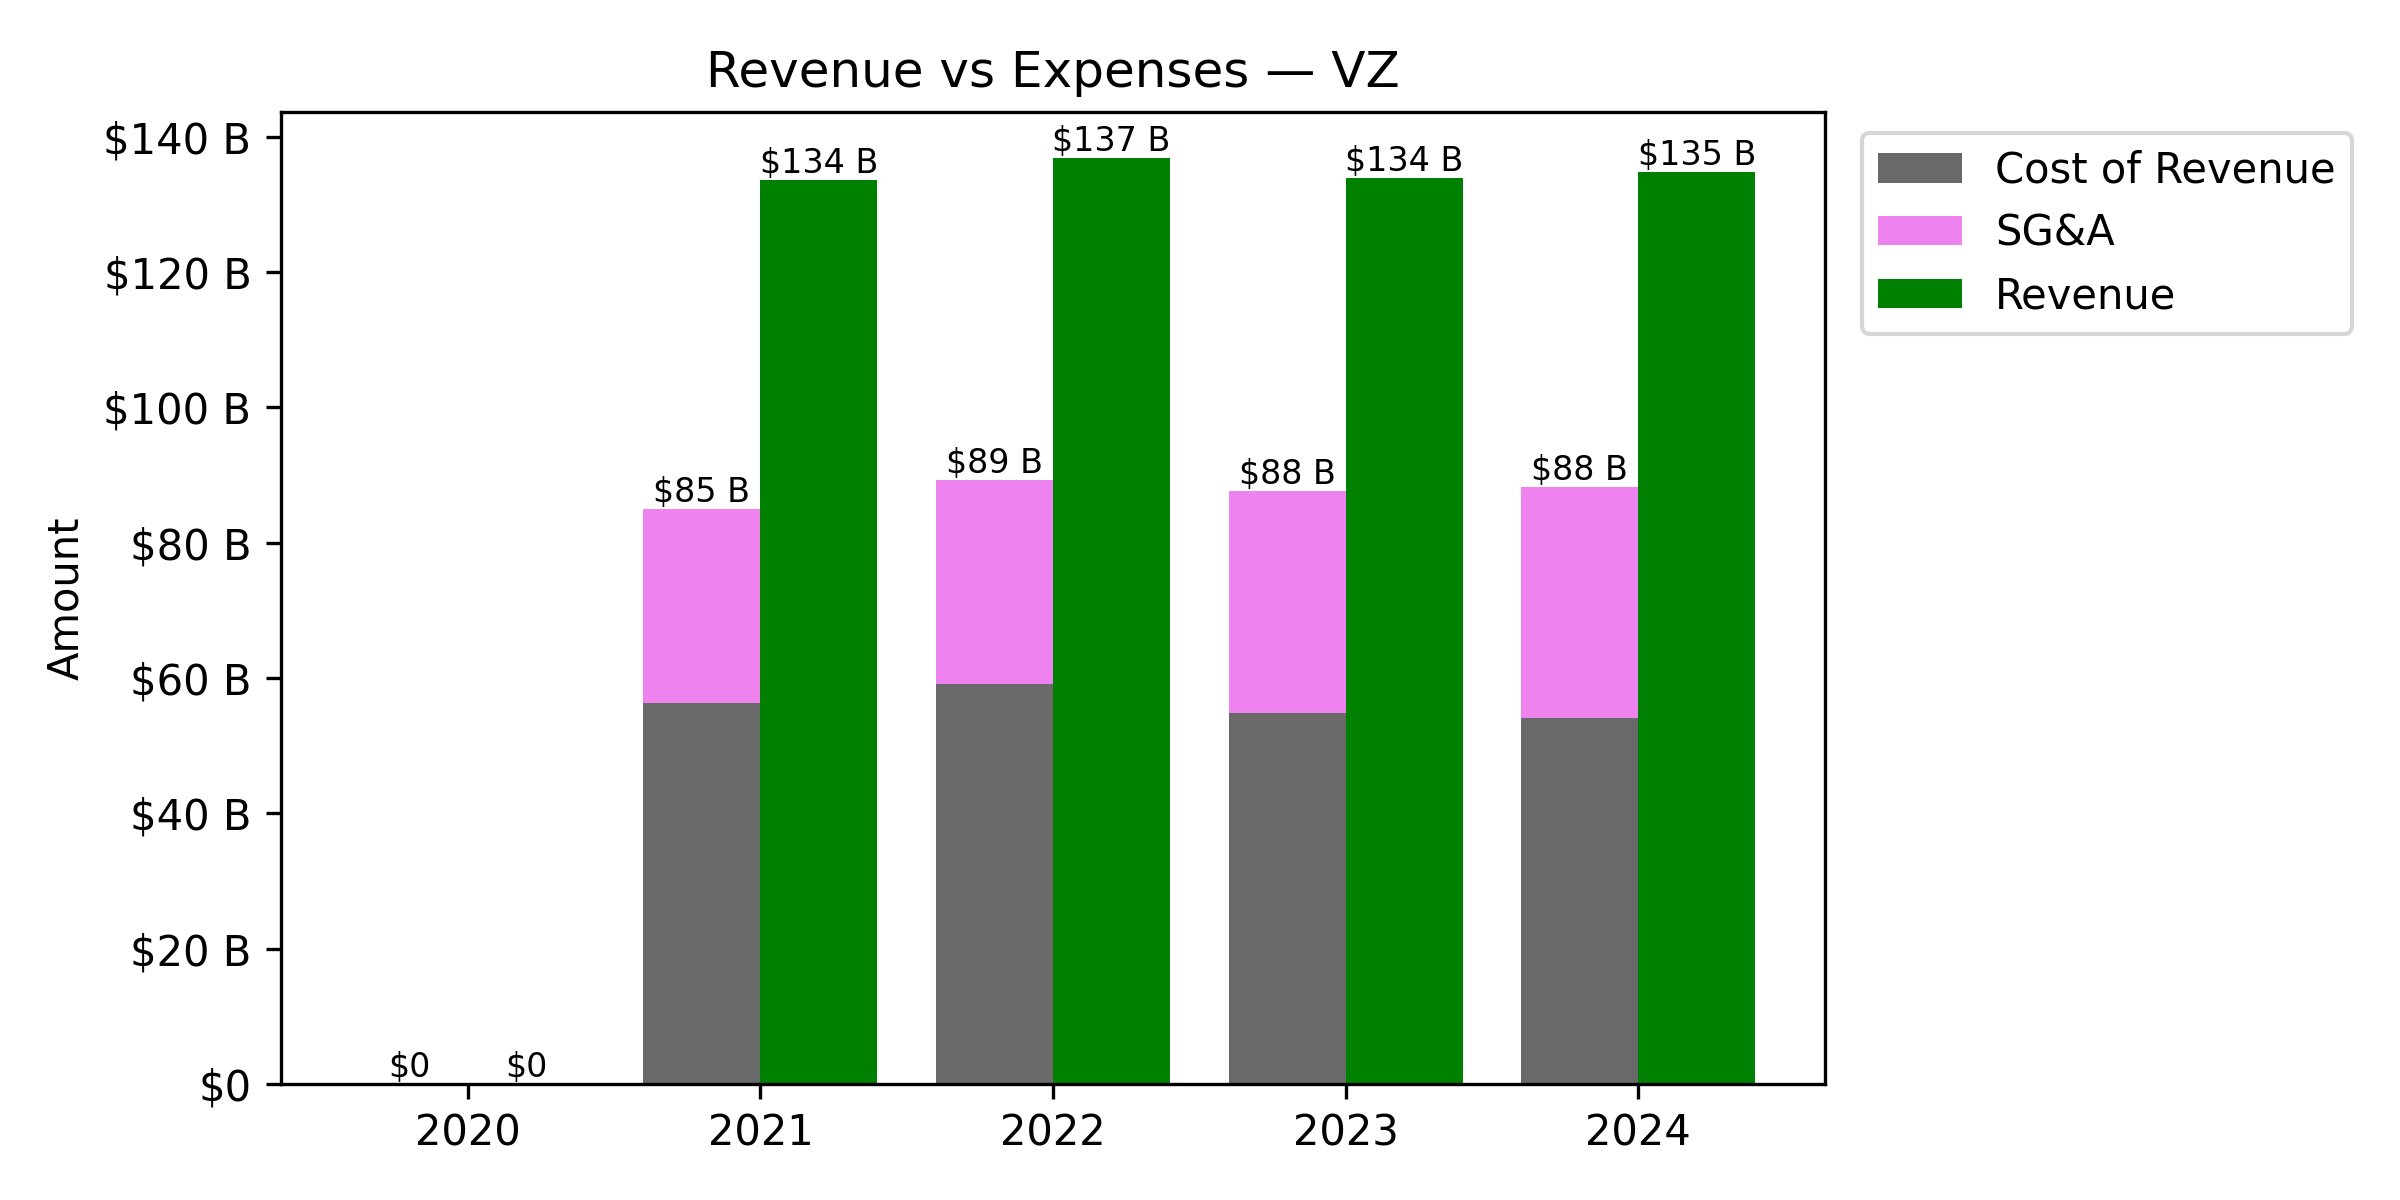 Revenue vs Expenses — VZ
Amount
$140 B
$120 B
$100 B
$80 B
$60 B
$40 B
$20 B
$0
$0
$0
$85 B
$134 B
$89 B
$137 B
$88 B
$134 B
$88 B
$135 B
2020
2021
2022
2023
2024
Cost of Revenue
SG&A
Revenue